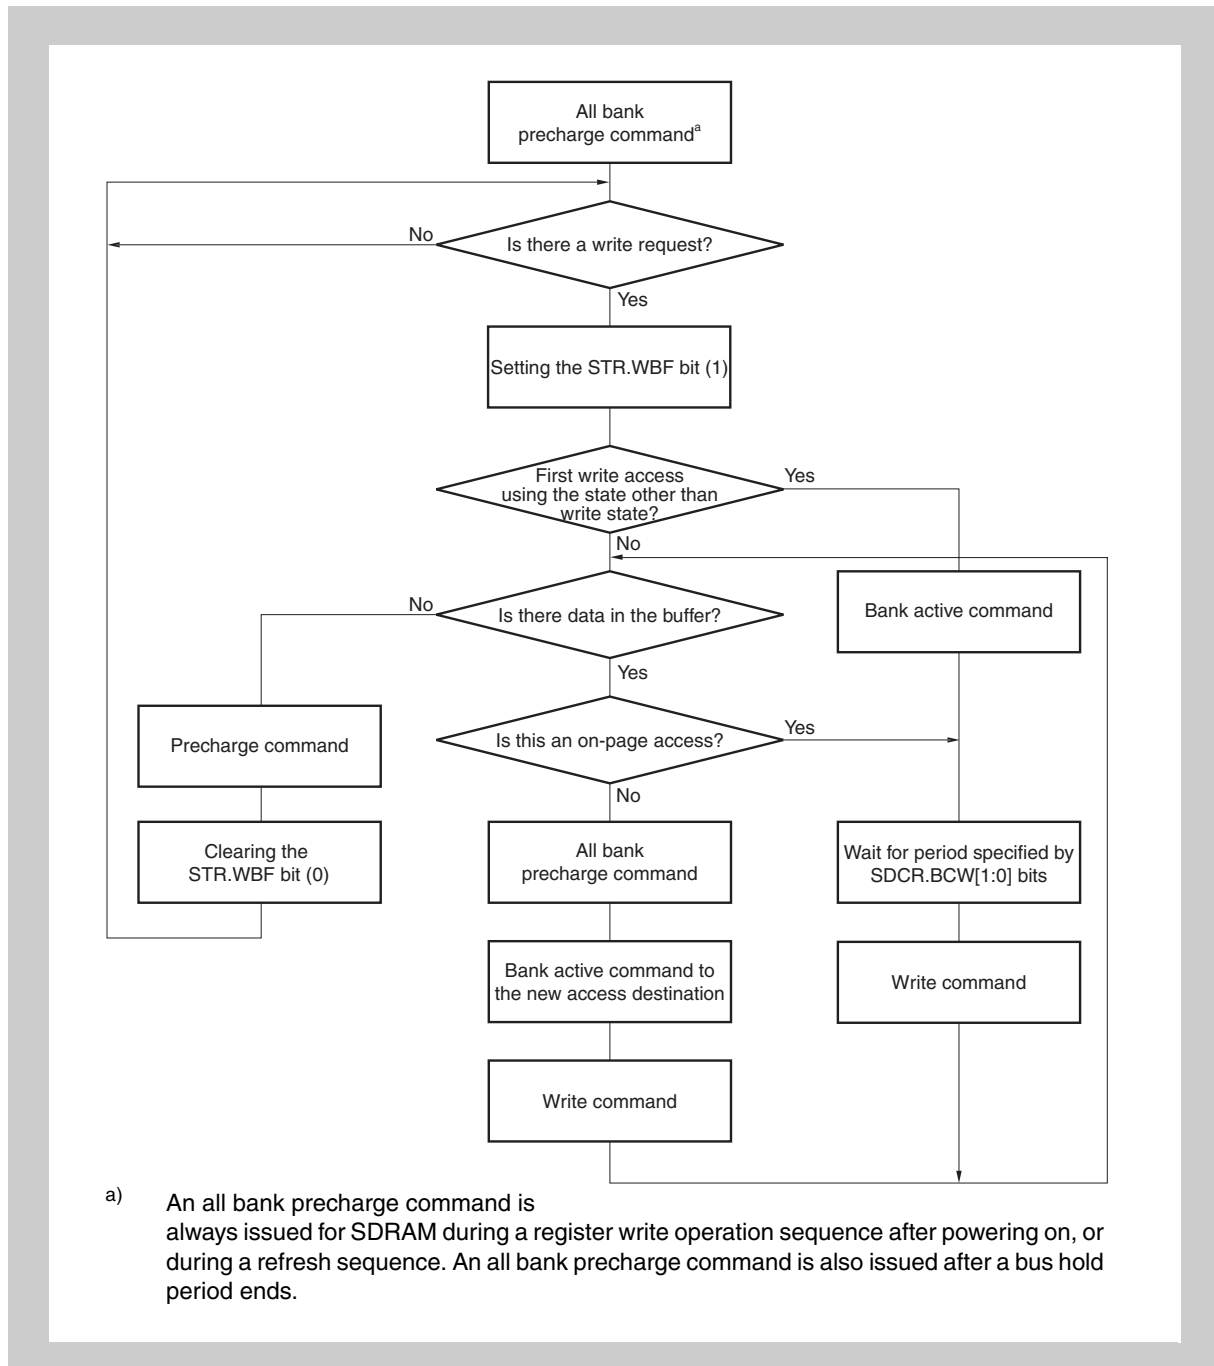 All bank
precharge commandᵃ
No
Is there a write request?
Yes
Setting the STR.WBF bit (1)
First write access
using the state other than
write state?
Yes
No
No
Is there data in the buffer?
Bank active command
Yes
Precharge command
Is this an on-page access?
Yes
No
Clearing the
STR.WBF bit (0)
All bank
precharge command
Wait for period specified by
SDCR.BCW[1:0] bits
Bank active command to
the new access destination
Write command
Write command
a) An all bank precharge command is
always issued for SDRAM during a register write operation sequence after powering on, or
during a refresh sequence. An all bank precharge command is also issued after a bus hold
period ends.